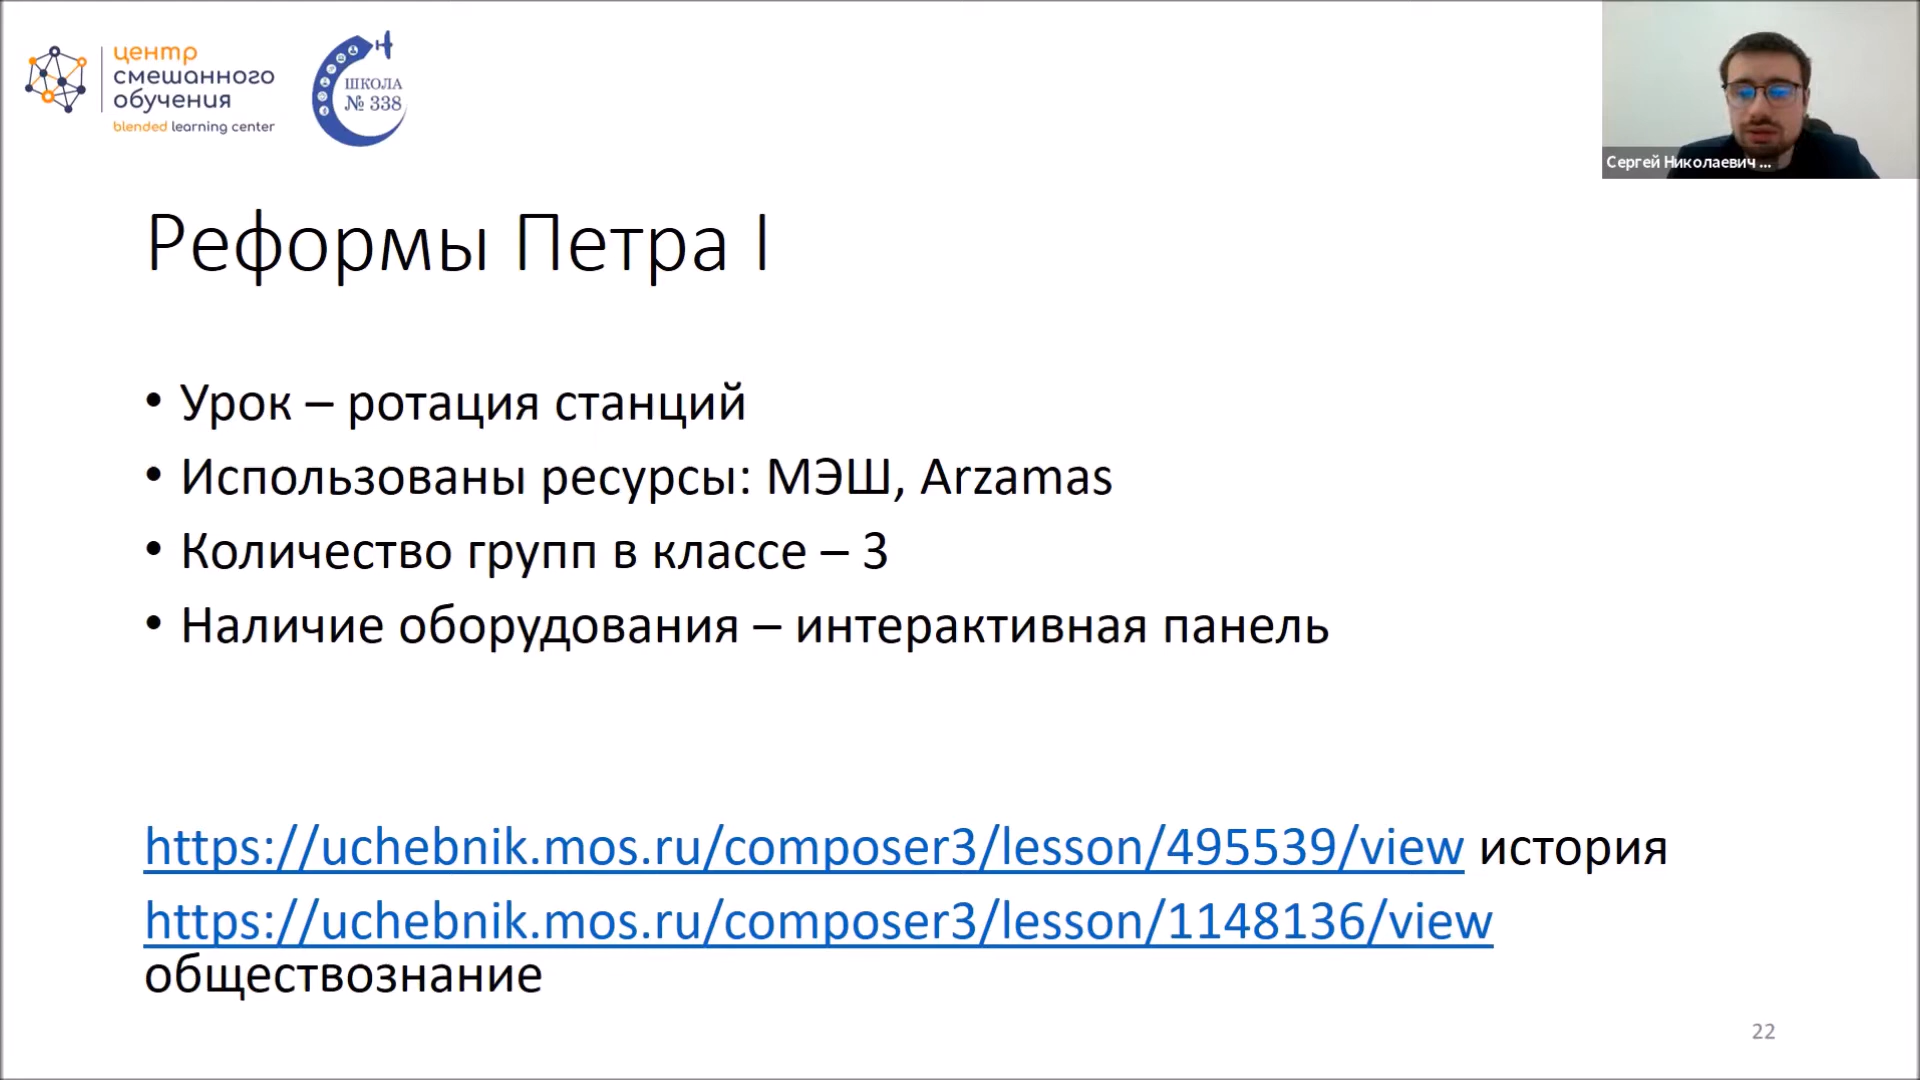 центр
смешанного
обучения
blended learning center
ШКОЛА
№ 338
Сергей Николаевич ...
Реформы Петра I
• Урок – ротация станций
• Использованы ресурсы: МЭШ, Arzamas
• Количество групп в классе – 3
• Наличие оборудования – интерактивная панель
https://uchebnik.mos.ru/composer3/lesson/495539/view история
https://uchebnik.mos.ru/composer3/lesson/1148136/view
обществознание
22